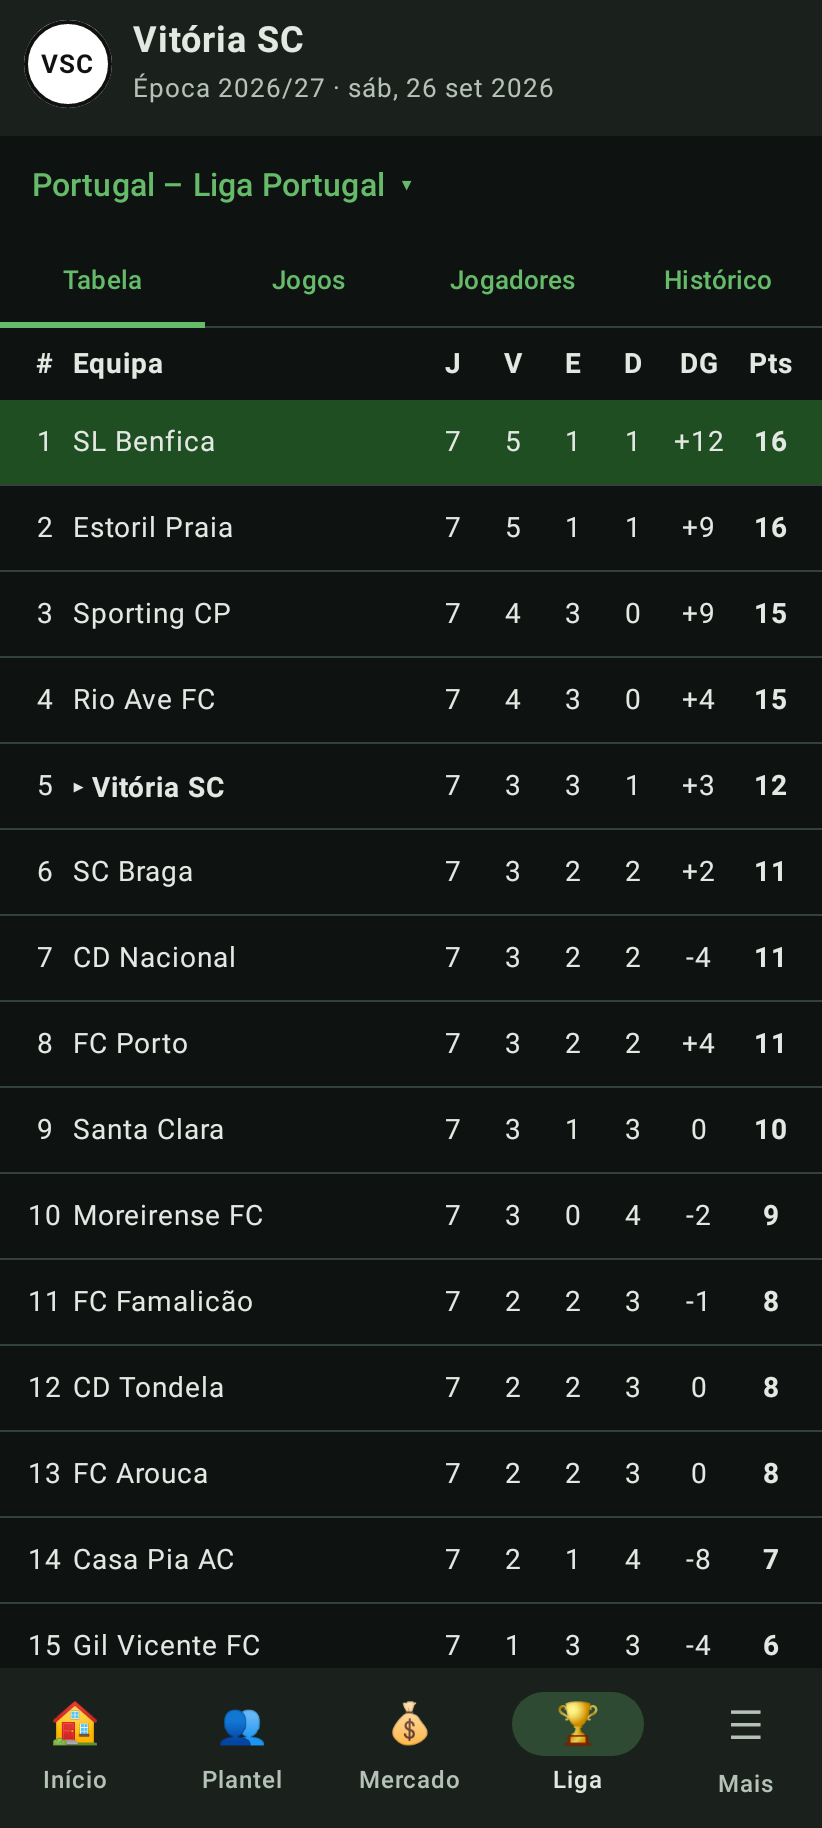 VSC
Vitória SC
Época 2026/27 · sáb, 26 set 2026
Portugal – Liga Portugal ▾
Tabela Jogos Jogadores Histórico
# Equipa J V E D DG Pts
1 SL Benfica 7 5 1 1 +12 16
2 Estoril Praia 7 5 1 1 +9 16
3 Sporting CP 7 4 3 0 +9 15
4 Rio Ave FC 7 4 3 0 +4 15
5 ▸ Vitória SC 7 3 3 1 +3 12
6 SC Braga 7 3 2 2 +2 11
7 CD Nacional 7 3 2 2 -4 11
8 FC Porto 7 3 2 2 +4 11
9 Santa Clara 7 3 1 3 0 10
10 Moreirense FC 7 3 0 4 -2 9
11 FC Famalicão 7 2 2 3 -1 8
12 CD Tondela 7 2 2 3 0 8
13 FC Arouca 7 2 2 3 0 8
14 Casa Pia AC 7 2 1 4 -8 7
15 Gil Vicente FC 7 1 3 3 -4 6
Início Plantel Mercado Liga Mais